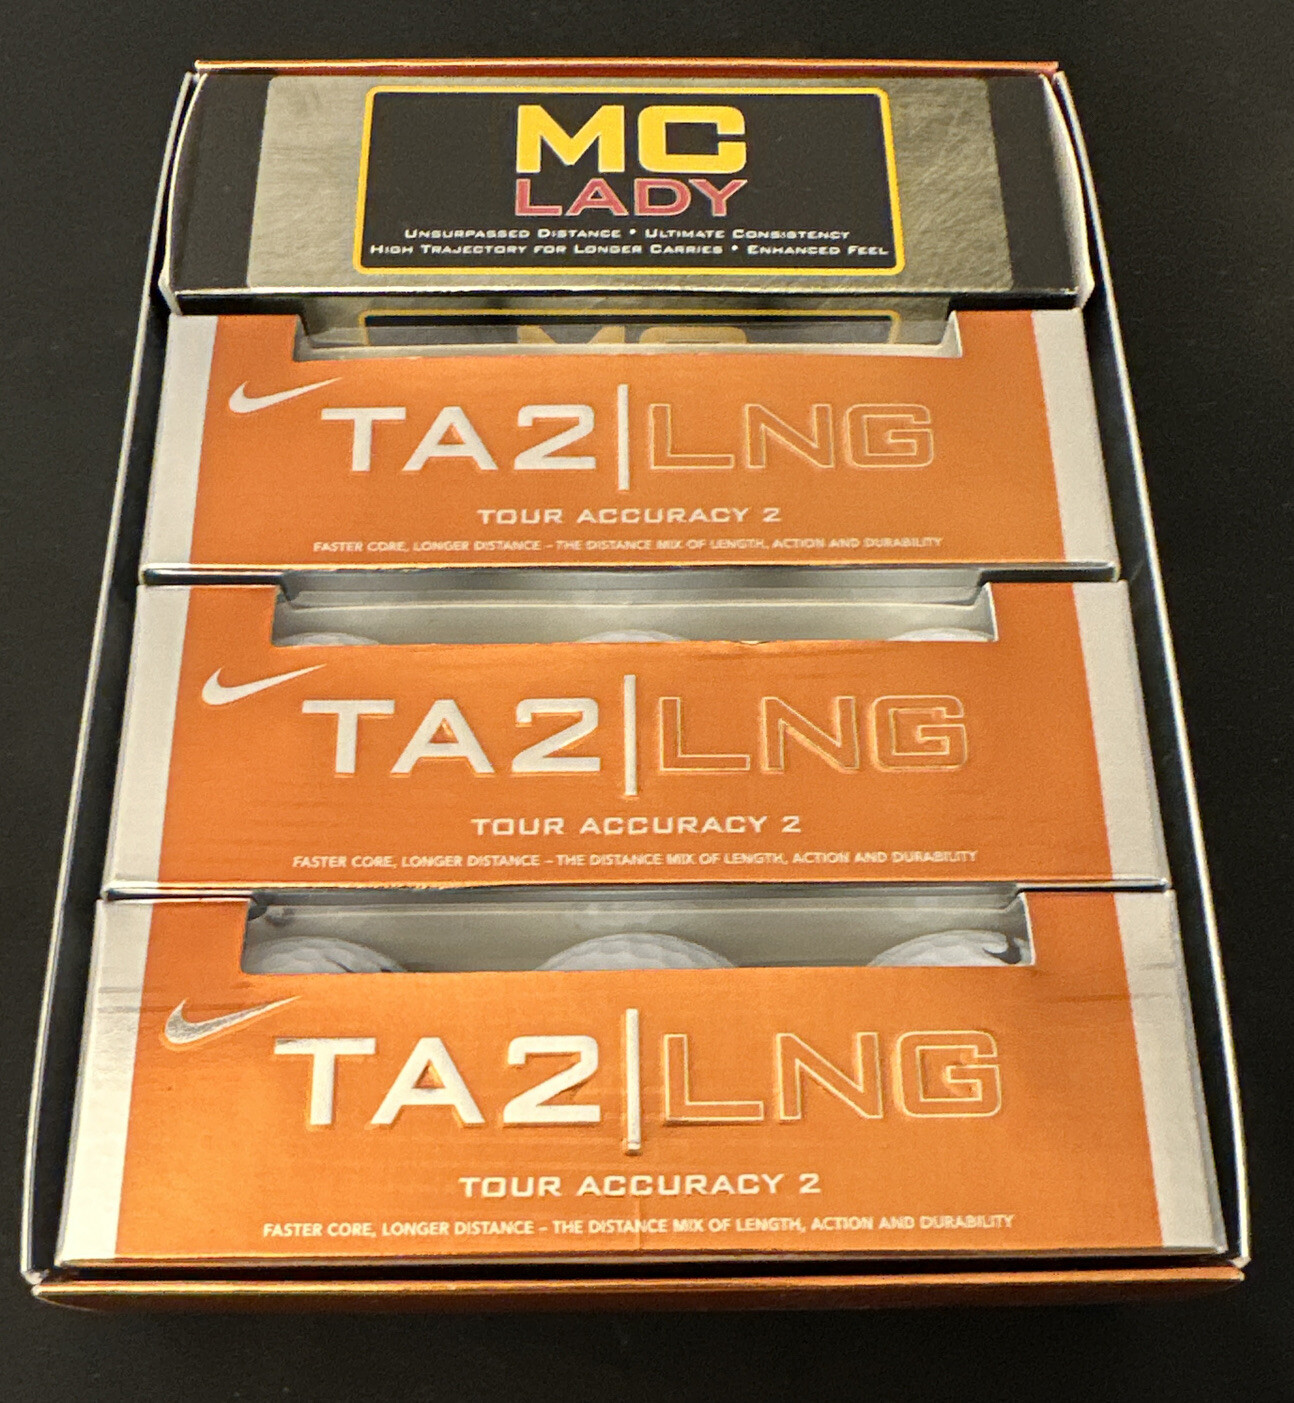 MC
LADY
UNSURPASSED DISTANCE • ULTIMATE CONSISTENCY
HIGH TRAJECTORY FOR LONGER CARRIES • ENHANCED FEEL
MC
TA2|LNG
TOUR ACCURACY 2
FASTER CORE, LONGER DISTANCE – THE DISTANCE MIX OF LENGTH, ACTION AND DURABILITY
TA2|LNG
TOUR ACCURACY 2
FASTER CORE, LONGER DISTANCE – THE DISTANCE MIX OF LENGTH, ACTION AND DURABILITY
TA2|LNG
TOUR ACCURACY 2
FASTER CORE, LONGER DISTANCE – THE DISTANCE MIX OF LENGTH, ACTION AND DURABILITY